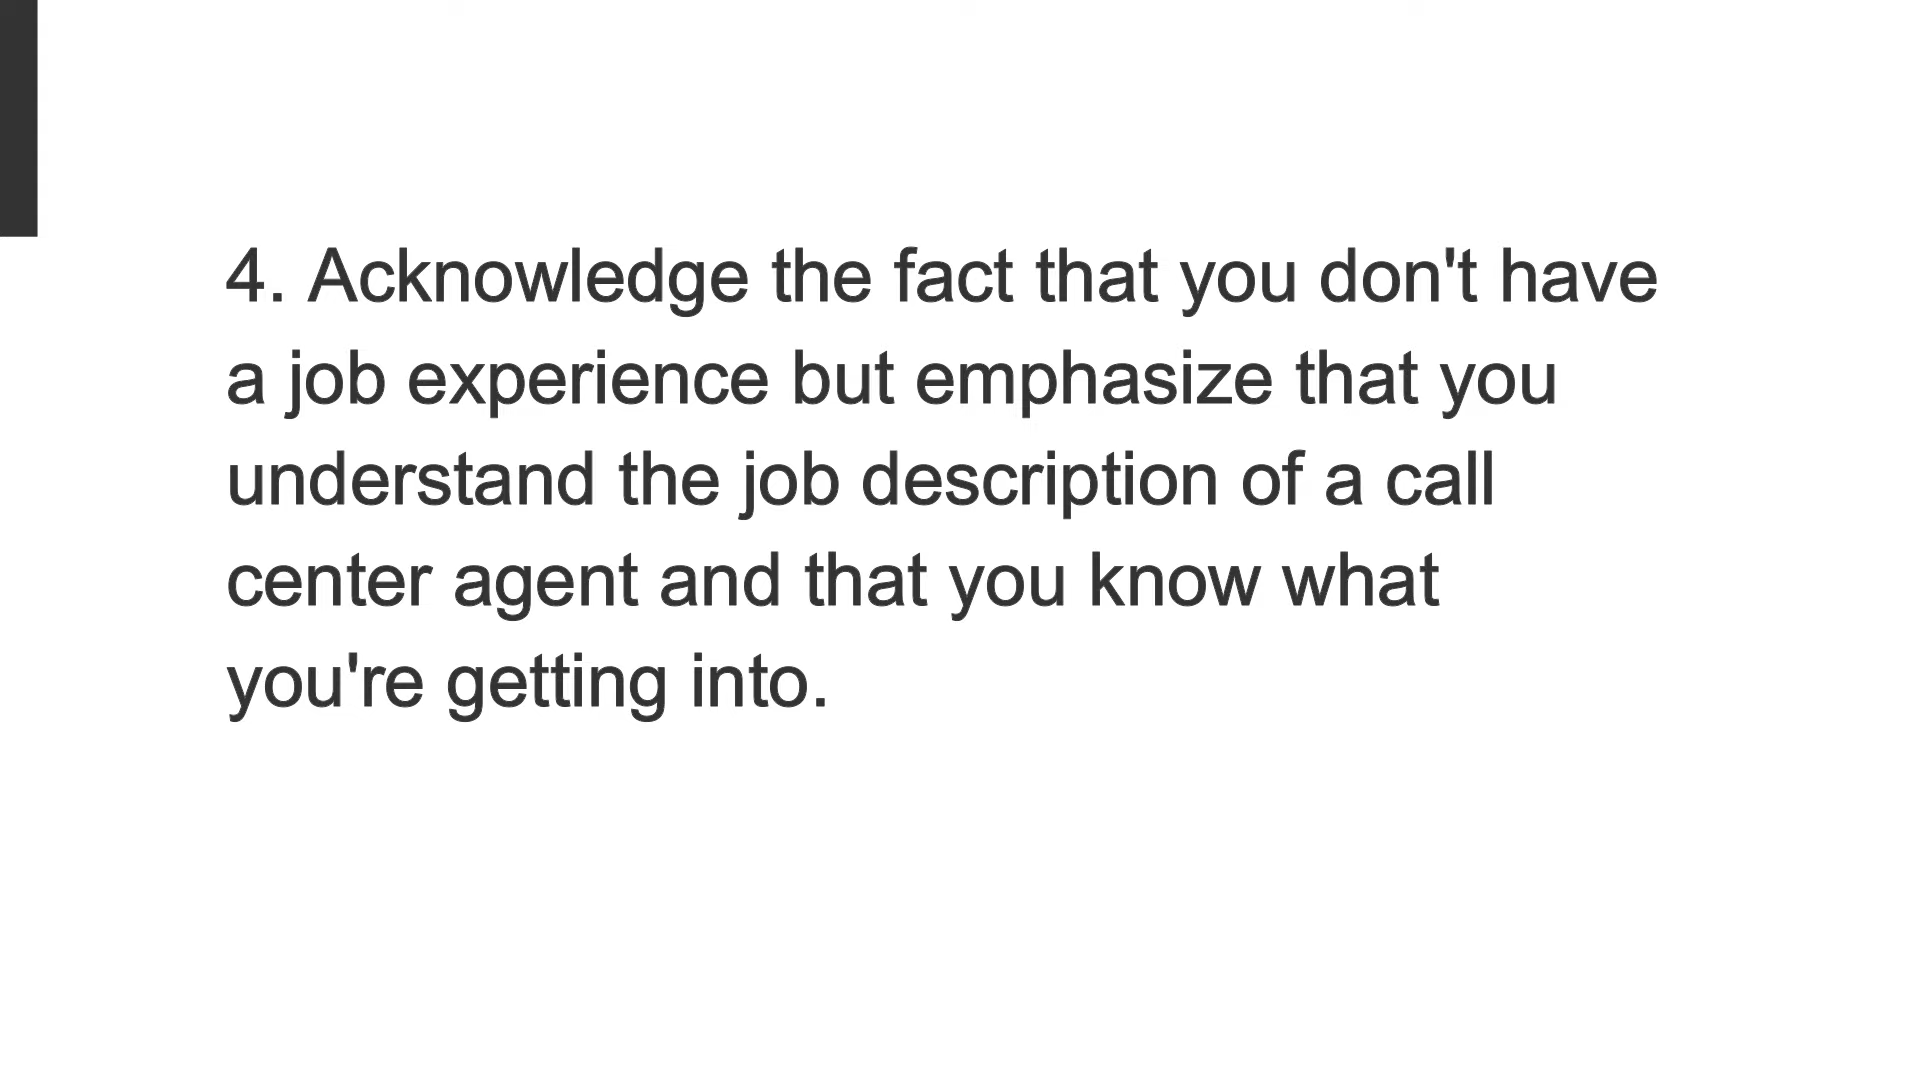 4. Acknowledge the fact that you don't have
a job experience but emphasize that you
understand the job description of a call
center agent and that you know what
you're getting into.